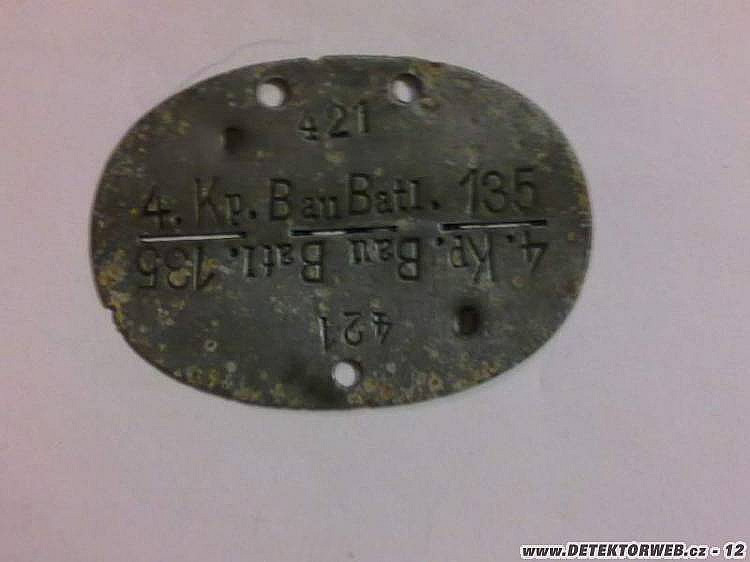 421
4. Kp. Bau Batl. 135
4. Kp. Bau Batl. 135
421
www.DETEKTORWEB.cz - 12